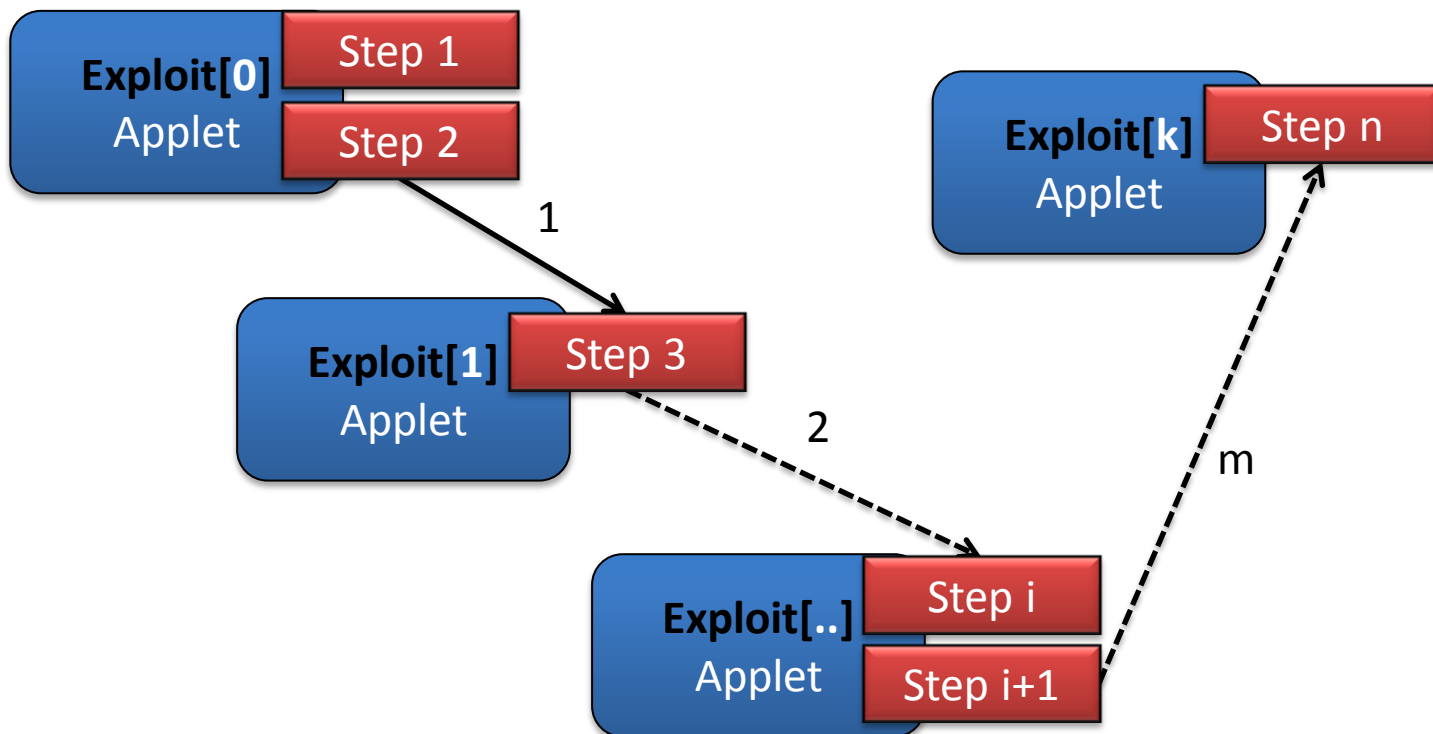 Step 1
Exploit[0]
Applet
Step 2
1
Exploit[k]
Applet
Step n
Exploit[1]
Applet
Step 3
2
m
Step i
Exploit[..]
Applet
Step i+1